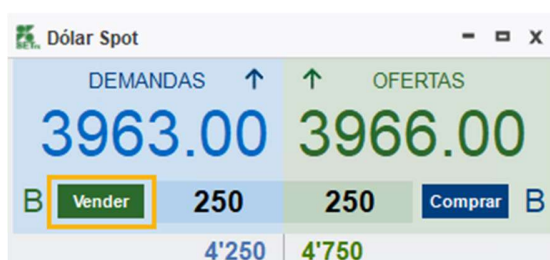 Dólar Spot
DEMANDAS ↑ ↑ OFERTAS
3963.00 3966.00
B Vender 250 250 Comprar B
4'250 4'750